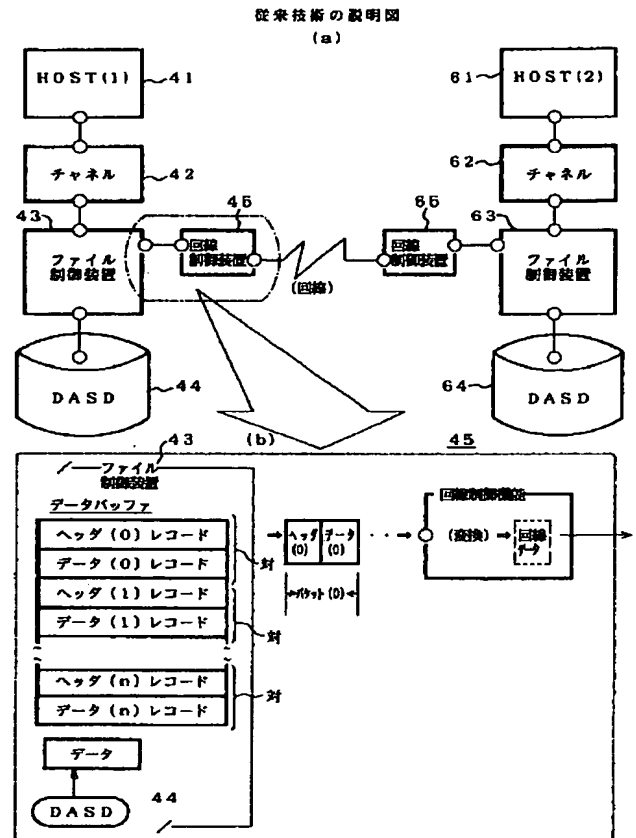 従来技術の説明図
(a)
HOST(1)
41
61
HOST(2)
チャネル
42
62
チャネル
43
45
65
63
ファイル
制御装置
回線
制御装置
(回線)
回線
制御装置
ファイル
制御装置
DASD
44
64
DASD
(b)
43
45
ファイル
制御装置
データバッファ
ヘッダ(0)レコード
データ(0)レコード
対
ヘッダ(1)レコード
データ(1)レコード
対
ヘッダ(n)レコード
データ(n)レコード
対
ヘッダ
(0)
データ
(0)
パケット(0)
回線制御機能
(変換)
回線
データ
データ
DASD
44